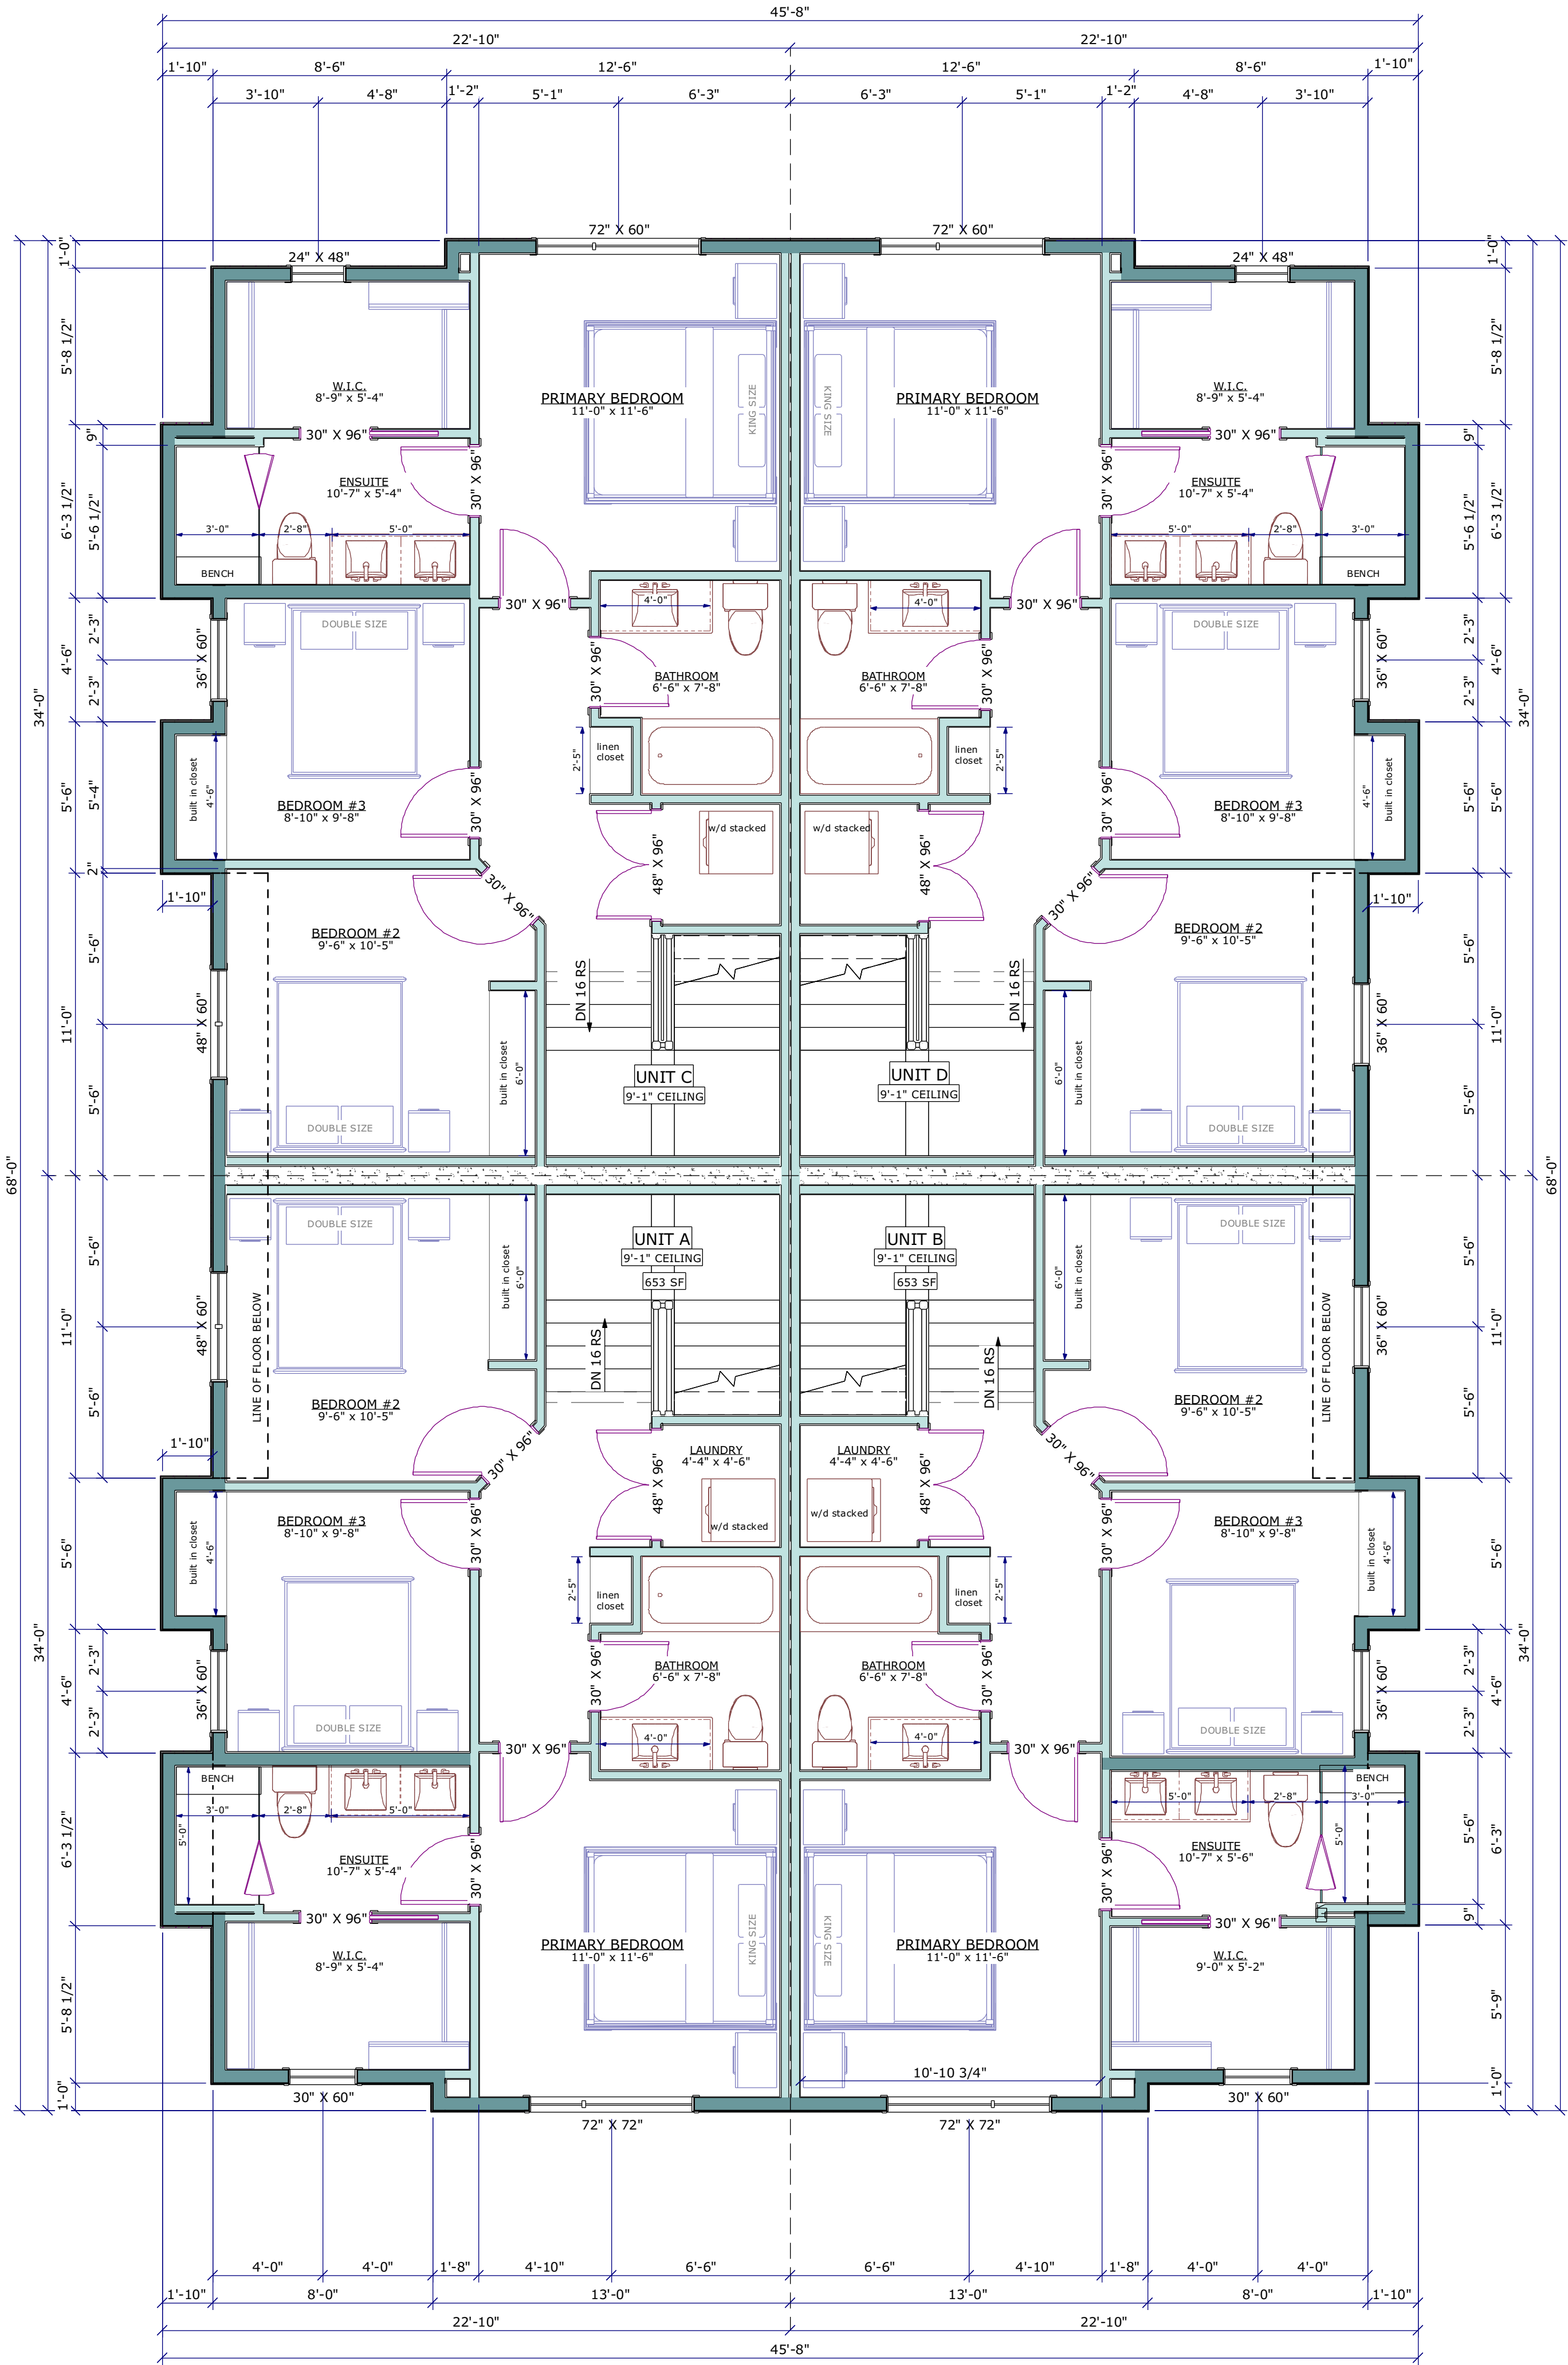 45'-8"
22'-10" 22'-10"
1'-10" 8'-6" 12'-6" 12'-6" 8'-6" 1'-10"
3'-10" 4'-8" 1'-2" 5'-1" 6'-3" 6'-3" 5'-1" 1'-2" 4'-8" 3'-10"
72" X 60" 72" X 60"
24" X 48" 24" X 48"
1'-0" 1'-0"
5'-8 1/2" 5'-8 1/2"
W.I.C. PRIMARY BEDROOM KING SIZE KING SIZE PRIMARY BEDROOM W.I.C.
8'-9" x 5'-4" 11'-0" x 11'-6" 11'-0" x 11'-6" 8'-9" x 5'-4"
9" 30" X 96" 30" X 96" 9"
30" X 96" 30" X 96"
ENSUITE ENSUITE
10'-7" x 5'-4" 10'-7" x 5'-4"
6'-3 1/2" 5'-6 1/2" 5'-6 1/2" 6'-3 1/2"
3'-0" 2'-8" 5'-0" 5'-0" 2'-8" 3'-0"
BENCH BENCH
30" X 96" 4'-0" 4'-0" 30" X 96"
DOUBLE SIZE DOUBLE SIZE
4'-6" 2'-3" 2'-3" 36" X 60" 36" X 60" 2'-3" 2'-3" 4'-6"
30" X 96" BATHROOM BATHROOM 30" X 96"
6'-6" x 7'-8" 6'-6" x 7'-8"
34'-0" 34'-0"
2'-5" linen closet linen closet 2'-5"
5'-6" 5'-4" built in closet 4'-6" 4'-6" built in closet 5'-6" 5'-6"
BEDROOM #3 BEDROOM #3
8'-10" x 9'-8" 8'-10" x 9'-8"
30" X 96" w/d stacked w/d stacked 30" X 96"
48" X 96" 48" X 96"
2"
1'-10" 30" X 96" 30" X 96" 1'-10"
BEDROOM #2 BEDROOM #2
9'-6" x 10'-5" 9'-6" x 10'-5"
5'-6" 5'-6"
DN 16 RS DN 16 RS
11'-0" 48" X 60" 36" X 60" 11'-0"
built in closet 6'-0" UNIT C UNIT D 6'-0" built in closet
9'-1" CEILING 9'-1" CEILING
5'-6" 5'-6"
DOUBLE SIZE DOUBLE SIZE
68'-0" 68'-0"
DOUBLE SIZE DOUBLE SIZE
5'-6" UNIT A UNIT B 5'-6"
9'-1" CEILING 9'-1" CEILING
653 SF 653 SF
built in closet 6'-0" 6'-0" built in closet
11'-0" 48" X 60" LINE OF FLOOR BELOW LINE OF FLOOR BELOW 36" X 60" 11'-0"
DN 16 RS DN 16 RS
5'-6" BEDROOM #2 BEDROOM #2 5'-6"
9'-6" x 10'-5" 9'-6" x 10'-5"
1'-10" 30" X 96" LAUNDRY LAUNDRY 30" X 96"
4'-4" x 4'-6" 4'-4" x 4'-6"
48" X 96" 48" X 96"
BEDROOM #3 w/d stacked w/d stacked BEDROOM #3
8'-10" x 9'-8" 8'-10" x 9'-8"
30" X 96" 30" X 96"
5'-6" built in closet 4'-6" built in closet 4'-6" 5'-6"
2'-5" linen closet linen closet 2'-5"
34'-0" 34'-0"
30" X 96" BATHROOM BATHROOM 30" X 96"
6'-6" x 7'-8" 6'-6" x 7'-8"
4'-6" 2'-3" 2'-3" 36" X 60" 36" X 60" 2'-3" 2'-3" 4'-6"
DOUBLE SIZE DOUBLE SIZE
30" X 96" 4'-0" 4'-0" 30" X 96"
BENCH BENCH
3'-0" 2'-8" 5'-0" 5'-0" 2'-8" 3'-0"
6'-3 1/2" 5'-0" 5'-0" 5'-6" 6'-3"
ENSUITE ENSUITE
10'-7" x 5'-4" 10'-7" x 5'-6"
30" X 96" 30" X 96"
30" X 96" 30" X 96" 9"
W.I.C. PRIMARY BEDROOM KING SIZE KING SIZE PRIMARY BEDROOM W.I.C.
8'-9" x 5'-4" 11'-0" x 11'-6" 11'-0" x 11'-6" 9'-0" x 5'-2"
5'-8 1/2" 5'-9"
10'-10 3/4"
1'-0" 1'-0"
30" X 60" 30" X 60"
72" X 72" 72" X 72"
4'-0" 4'-0" 1'-8" 4'-10" 6'-6" 6'-6" 4'-10" 1'-8" 4'-0" 4'-0"
1'-10" 8'-0" 13'-0" 13'-0" 8'-0" 1'-10"
22'-10" 22'-10"
45'-8"